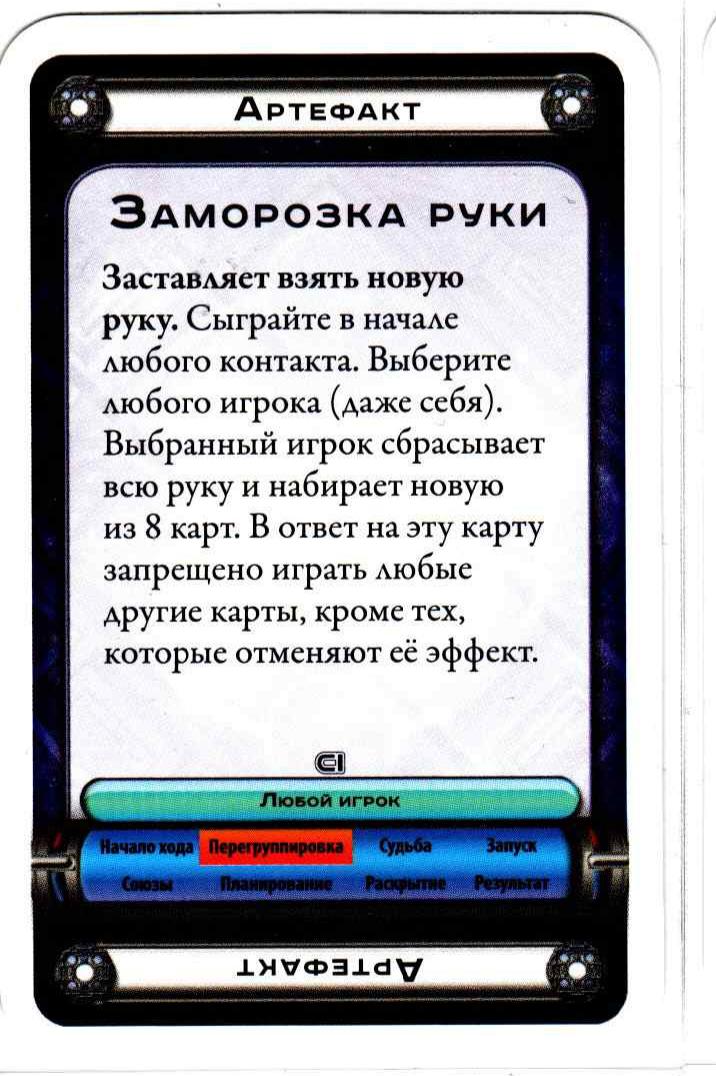 Артефакт
Заморозка руки
Заставляет взять новую
руку. Сыграйте в начале
любого контакта. Выберите
любого игрока (даже себя).
Выбранный игрок сбрасывает
всю руку и набирает новую
из 8 карт. В ответ на эту карту
запрещено играть любые
другие карты, кроме тех,
которые отменяют её эффект.
Любой игрок
Начало хода Перегруппировка Судьба Запуск
Союзы Планирование Раскрытие Результат
Артефакт